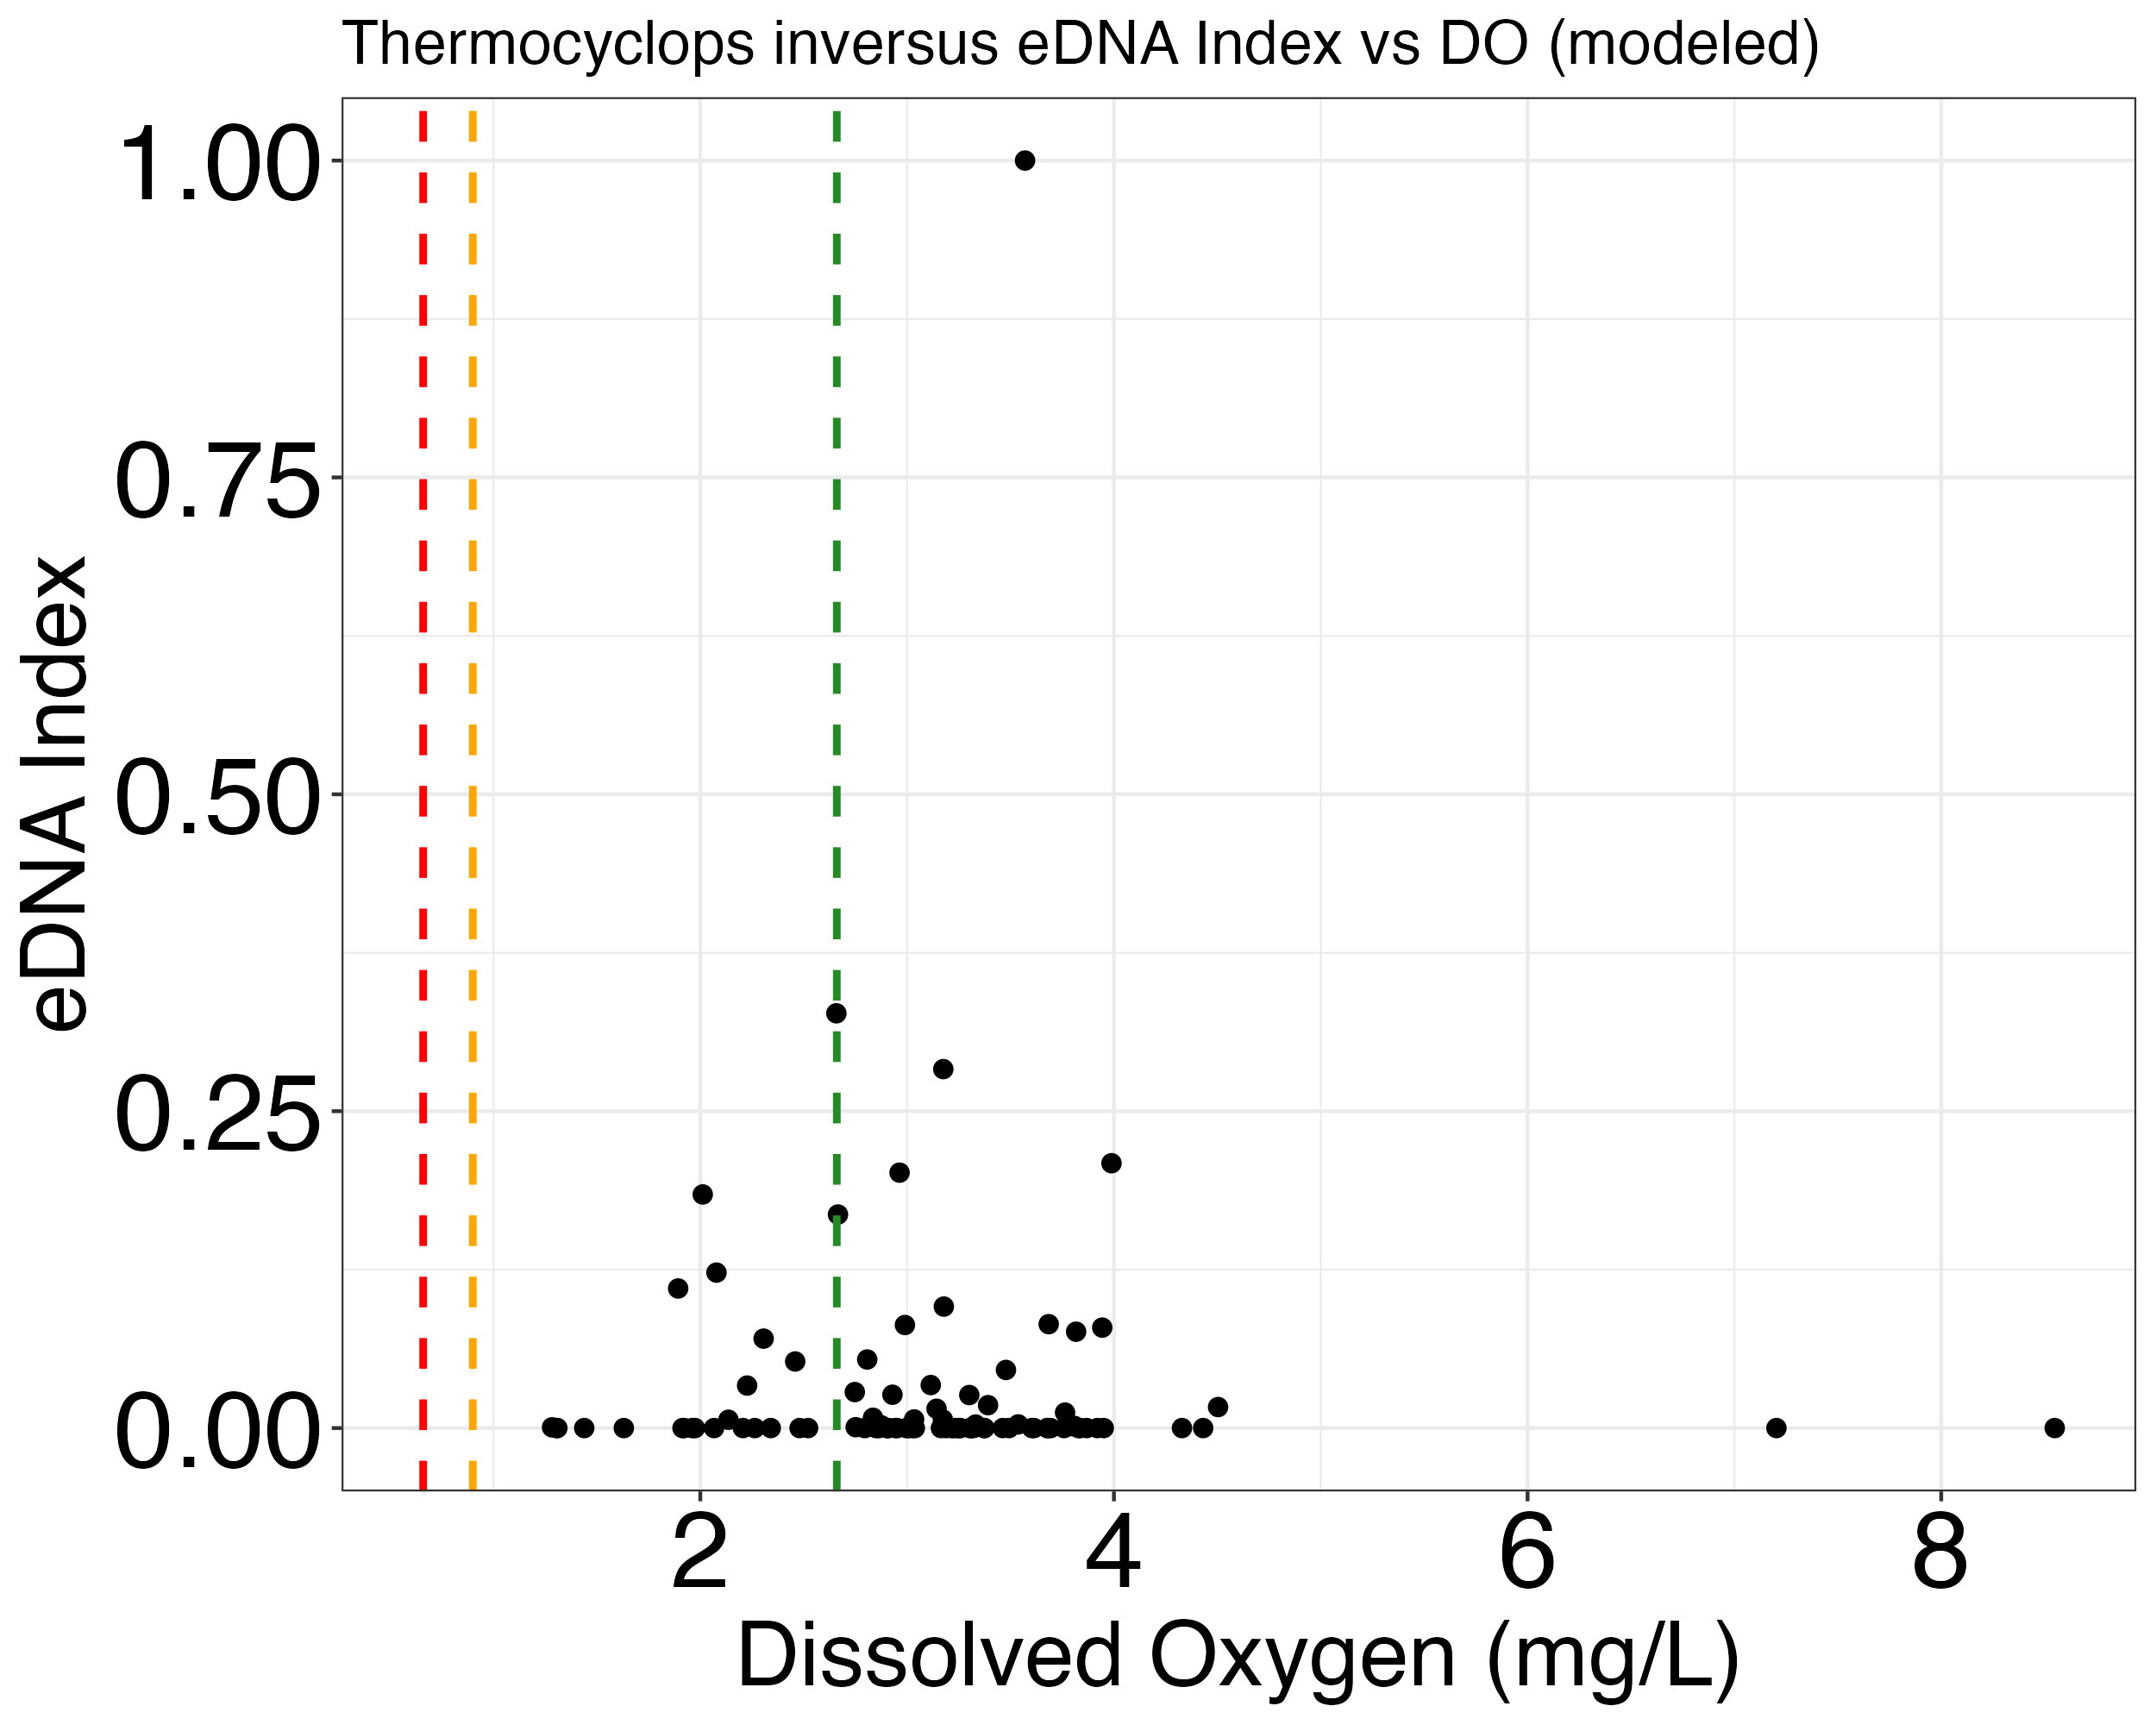 Thermocyclops inversus eDNA Index vs DO (modeled)
1.00
0.75
0.50
0.25
0.00
eDNA Index
2 4 6 8
Dissolved Oxygen (mg/L)